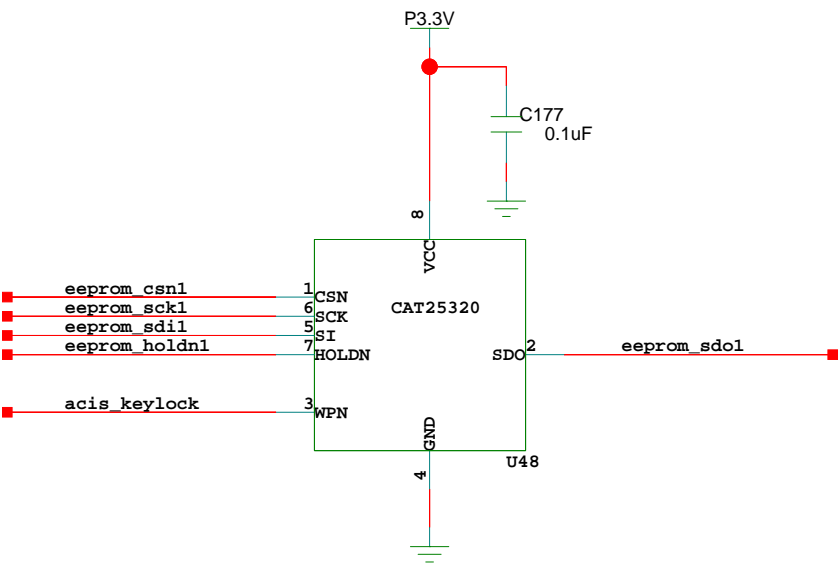 P3.3V
C177
0.1uF
8
VCC
eeprom_csn1
1
CSN
CAT25320
eeprom_sck1
6
SCK
eeprom_sdi1
5
SI
eeprom_holdn1
7
HOLDN
SDO
2
eeprom_sdo1
acis_keylock
3
WPN
GND
U48
4